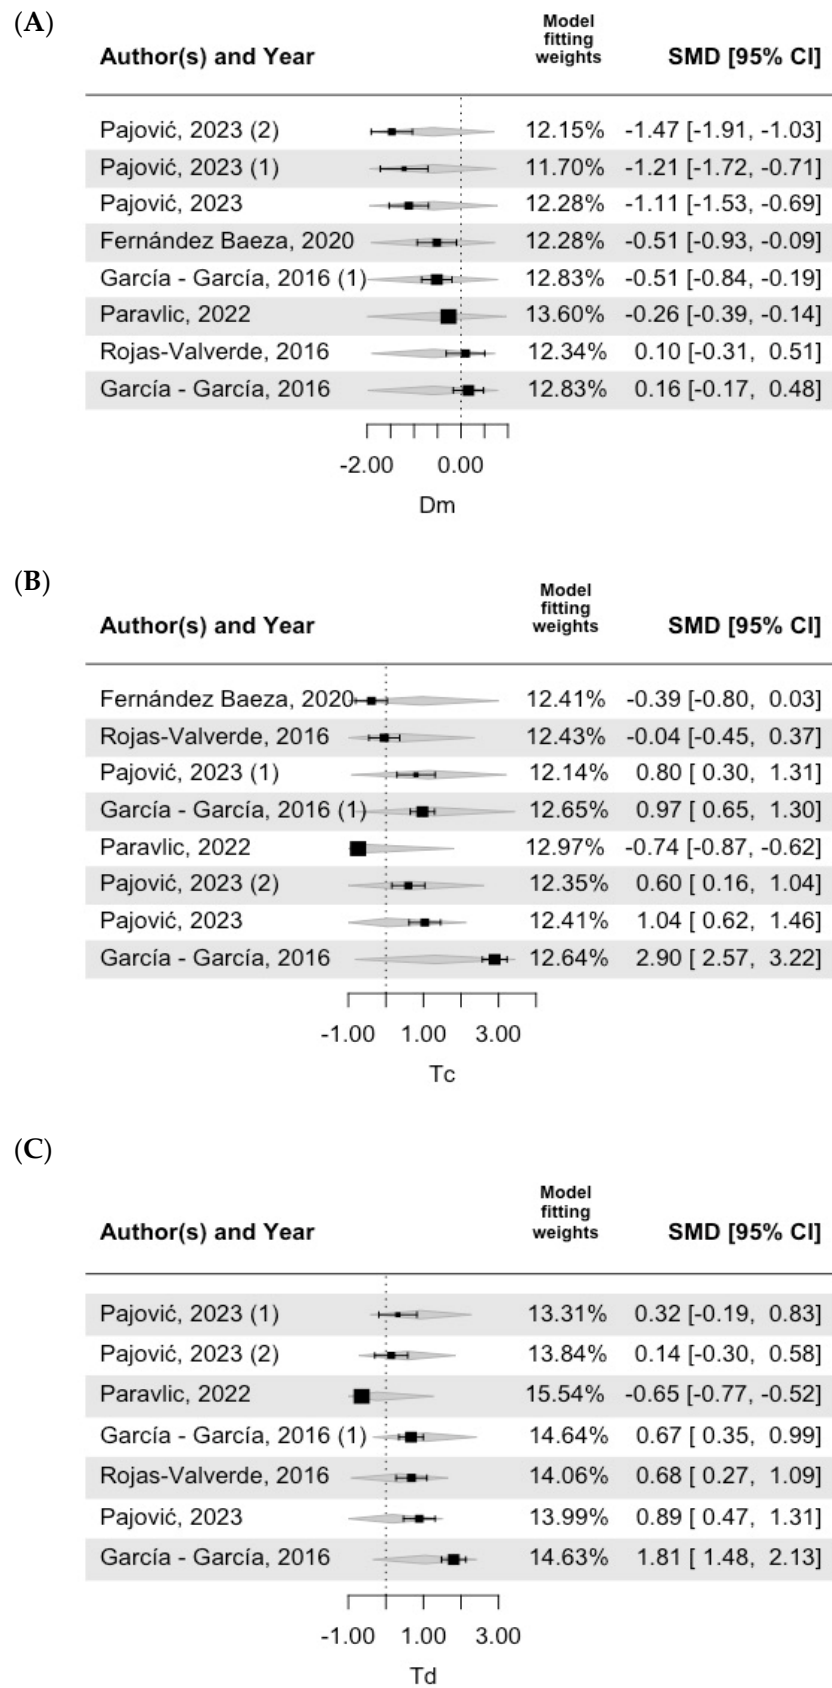 (A)
Author(s) and Year Model fitting weights SMD [95% CI]
Pajović, 2023 (2) 12.15% -1.47 [-1.91, -1.03]
Pajović, 2023 (1) 11.70% -1.21 [-1.72, -0.71]
Pajović, 2023 12.28% -1.11 [-1.53, -0.69]
Fernández Baeza, 2020 12.28% -0.51 [-0.93, -0.09]
García - García, 2016 (1) 12.83% -0.51 [-0.84, -0.19]
Paravlic, 2022 13.60% -0.26 [-0.39, -0.14]
Rojas-Valverde, 2016 12.34% 0.10 [-0.31, 0.51]
García - García, 2016 12.83% 0.16 [-0.17, 0.48]
-2.00 0.00
Dm
(B)
Author(s) and Year Model fitting weights SMD [95% CI]
Fernández Baeza, 2020 12.41% -0.39 [-0.80, 0.03]
Rojas-Valverde, 2016 12.43% -0.04 [-0.45, 0.37]
Pajović, 2023 (1) 12.14% 0.80 [ 0.30, 1.31]
García - García, 2016 (1) 12.65% 0.97 [ 0.65, 1.30]
Paravlic, 2022 12.97% -0.74 [-0.87, -0.62]
Pajović, 2023 (2) 12.35% 0.60 [ 0.16, 1.04]
Pajović, 2023 12.41% 1.04 [ 0.62, 1.46]
García - García, 2016 12.64% 2.90 [ 2.57, 3.22]
-1.00 1.00 3.00
Tc
(C)
Author(s) and Year Model fitting weights SMD [95% CI]
Pajović, 2023 (1) 13.31% 0.32 [-0.19, 0.83]
Pajović, 2023 (2) 13.84% 0.14 [-0.30, 0.58]
Paravlic, 2022 15.54% -0.65 [-0.77, -0.52]
García - García, 2016 (1) 14.64% 0.67 [ 0.35, 0.99]
Rojas-Valverde, 2016 14.06% 0.68 [ 0.27, 1.09]
Pajović, 2023 13.99% 0.89 [ 0.47, 1.31]
García - García, 2016 14.63% 1.81 [ 1.48, 2.13]
-1.00 1.00 3.00
Td